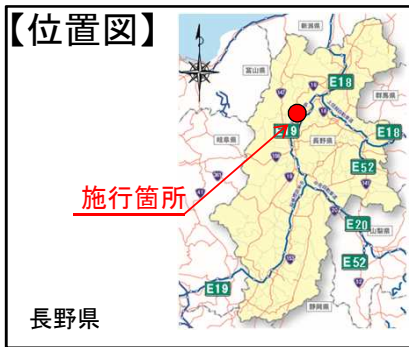 【位置図】
新潟県
富山県
E18
群馬県
E19
E18
岐阜県
長野県
E52
E20
山梨県
E52
E19
静岡県
施行箇所
長野県